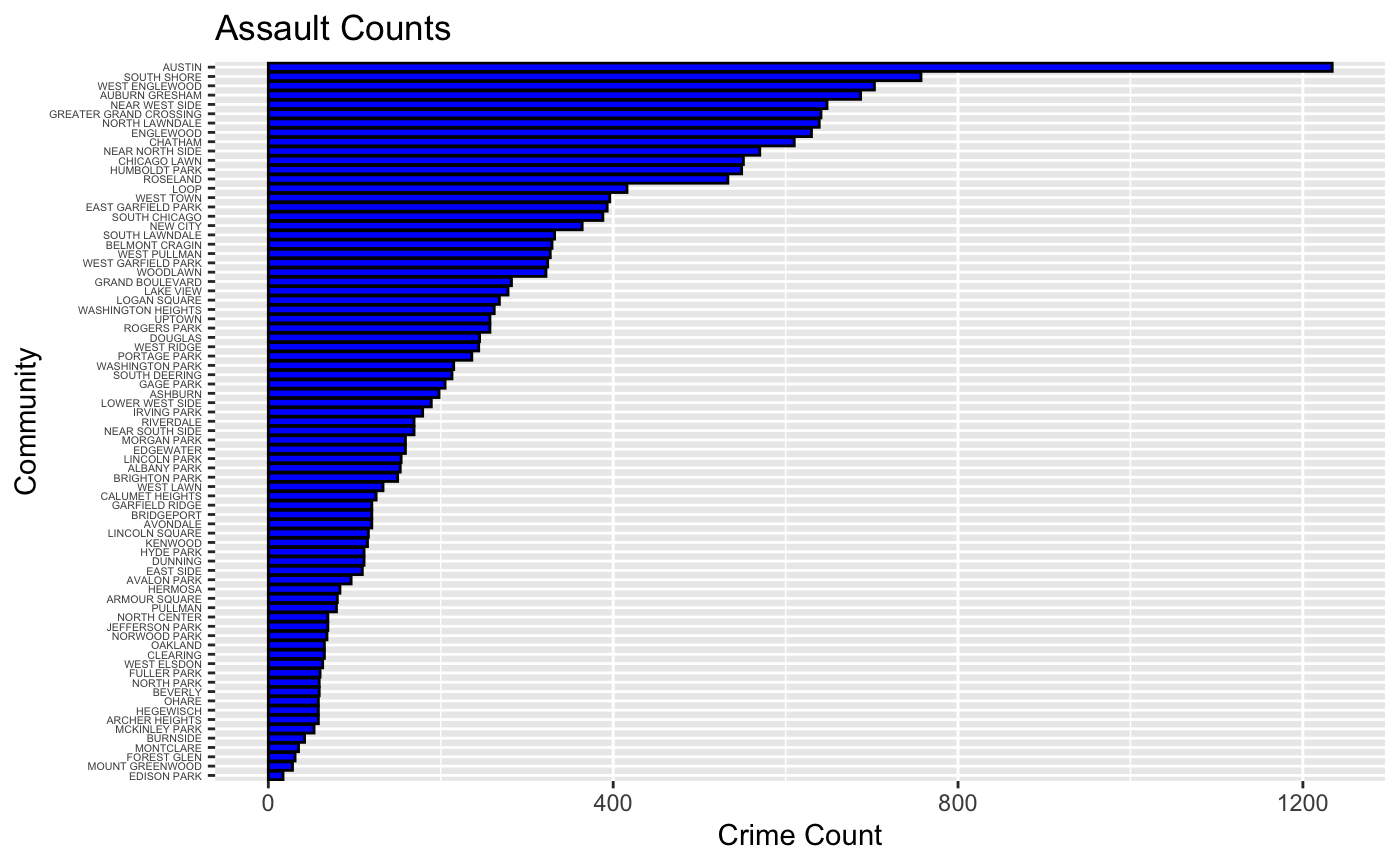 Assault Counts
AUSTIN
SOUTH SHORE
WEST ENGLEWOOD
AUBURN GRESHAM
NEAR WEST SIDE
GREATER GRAND CROSSING
NORTH LAWNDALE
ENGLEWOOD
CHATHAM
NEAR NORTH SIDE
CHICAGO LAWN
HUMBOLDT PARK
ROSELAND
LOOP
WEST TOWN
EAST GARFIELD PARK
SOUTH CHICAGO
NEW CITY
SOUTH LAWNDALE
BELMONT CRAGIN
WEST PULLMAN
WEST GARFIELD PARK
WOODLAWN
GRAND BOULEVARD
LAKE VIEW
LOGAN SQUARE
WASHINGTON HEIGHTS
UPTOWN
ROGERS PARK
DOUGLAS
WEST RIDGE
PORTAGE PARK
WASHINGTON PARK
SOUTH DEERING
GAGE PARK
ASHBURN
LOWER WEST SIDE
IRVING PARK
RIVERDALE
NEAR SOUTH SIDE
MORGAN PARK
EDGEWATER
LINCOLN PARK
ALBANY PARK
BRIGHTON PARK
WEST LAWN
CALUMET HEIGHTS
GARFIELD RIDGE
BRIDGEPORT
AVONDALE
LINCOLN SQUARE
KENWOOD
HYDE PARK
DUNNING
EAST SIDE
AVALON PARK
HERMOSA
ARMOUR SQUARE
PULLMAN
NORTH CENTER
JEFFERSON PARK
NORWOOD PARK
OAKLAND
CLEARING
WEST ELSDON
FULLER PARK
NORTH PARK
BEVERLY
OHARE
HEGEWISCH
ARCHER HEIGHTS
MCKINLEY PARK
BURNSIDE
MONTCLARE
FOREST GLEN
MOUNT GREENWOOD
EDISON PARK
Community
0 400 800 1200
Crime Count